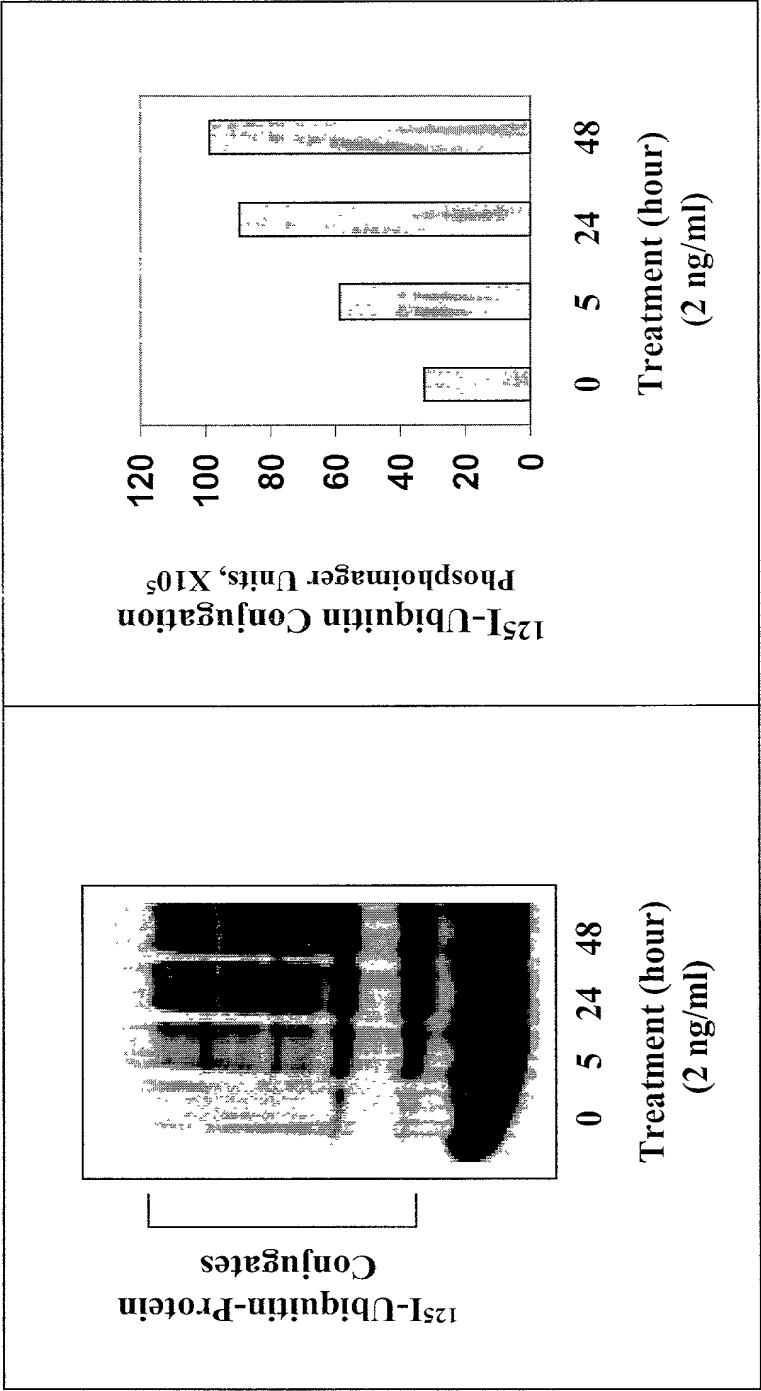 ¹²⁵I-Ubiquitin-Protein
Conjugates
0 5 24 48
Treatment (hour)
(2 ng/ml)
¹²⁵I-Ubiquitin Conjugation
Phosphoimager Units, X10⁵
120
100
80
60
40
20
0
0 5 24 48
Treatment (hour)
(2 ng/ml)